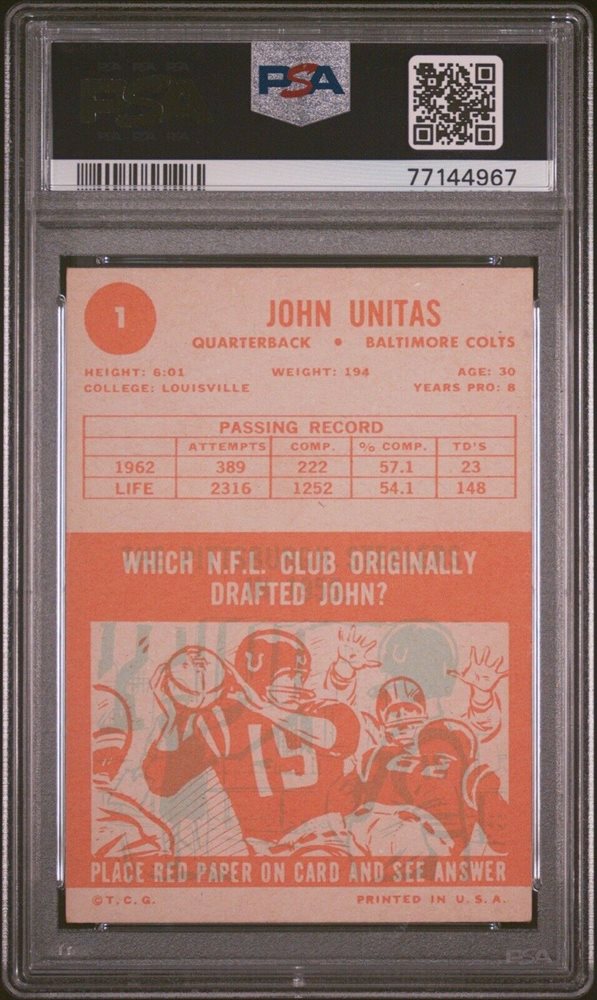 PSA
77144967
1
JOHN UNITAS
QUARTERBACK • BALTIMORE COLTS
HEIGHT: 6:01 WEIGHT: 194 AGE: 30
COLLEGE: LOUISVILLE YEARS PRO: 8
PASSING RECORD
ATTEMPTS COMP. % COMP. TD'S
1962 389 222 57.1 23
LIFE 2316 1252 54.1 148
WHICH N.F.L. CLUB ORIGINALLY
DRAFTED JOHN?
U
19
PLACE RED PAPER ON CARD AND SEE ANSWER
©T.C.G. PRINTED IN U.S.A.
PSA